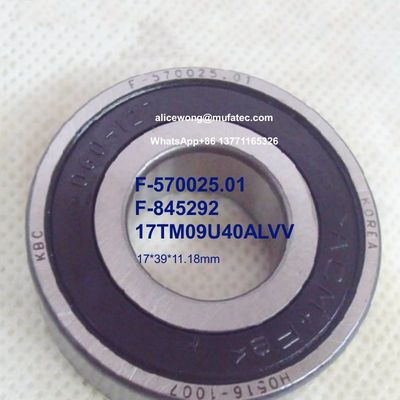 F-570025.01
alicewong@mufatec.com
WhatsApp+86 13771165326
KBC
KOREA
F-570025.01
F-845292
17TM09U40ALVV
17*39*11.18mm
H0516-1007